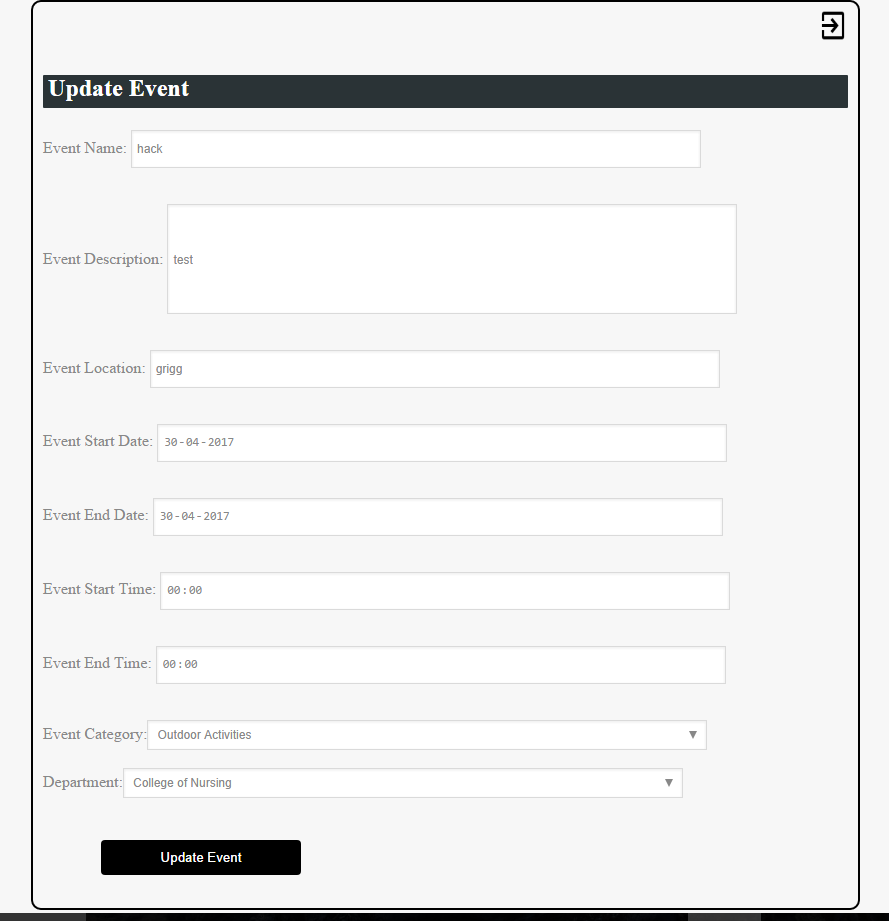 Update Event
Event Name: hack
Event Description: test
Event Location: grigg
Event Start Date: 30-04-2017
Event End Date: 30-04-2017
Event Start Time: 00:00
Event End Time: 00:00
Event Category: Outdoor Activities
Department: College of Nursing
Update Event